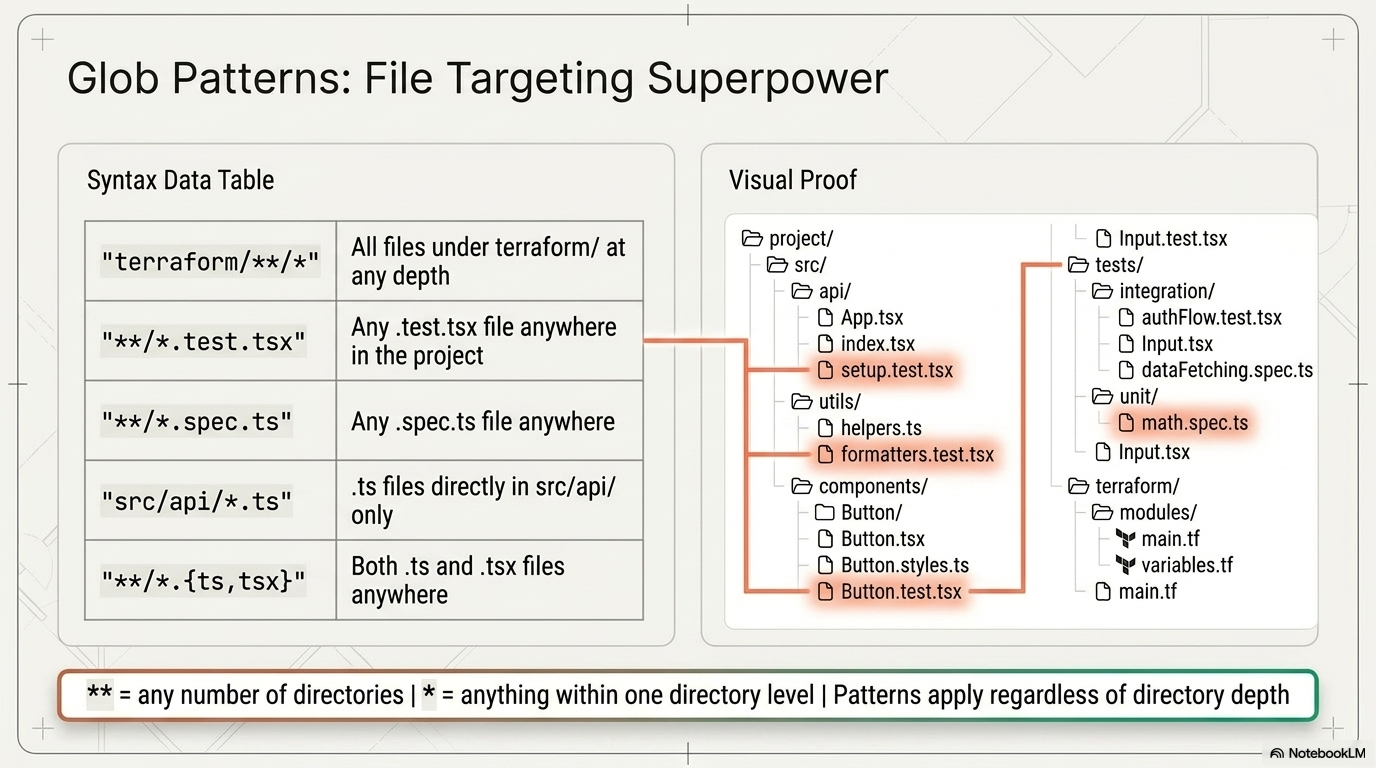 Glob Patterns: File Targeting Superpower
Syntax Data Table
"terraform/**/*"
All files under terraform/ at
any depth
"**/*.test.tsx"
Any .test.tsx file anywhere
in the project
"**/*.spec.ts"
Any .spec.ts file anywhere
"src/api/*.ts"
.ts files directly in src/api/
only
"**/*.{ts,tsx}"
Both .ts and .tsx files
anywhere
Visual Proof
project/
src/
api/
App.tsx
index.tsx
setup.test.tsx
utils/
helpers.ts
formatters.test.tsx
components/
Button/
Button.tsx
Button.styles.ts
Button.test.tsx
Input.test.tsx
tests/
integration/
authFlow.test.tsx
Input.tsx
dataFetching.spec.ts
unit/
math.spec.ts
Input.tsx
terraform/
modules/
main.tf
variables.tf
main.tf
** = any number of directories | * = anything within one directory level | Patterns apply regardless of directory depth
NotebookLM